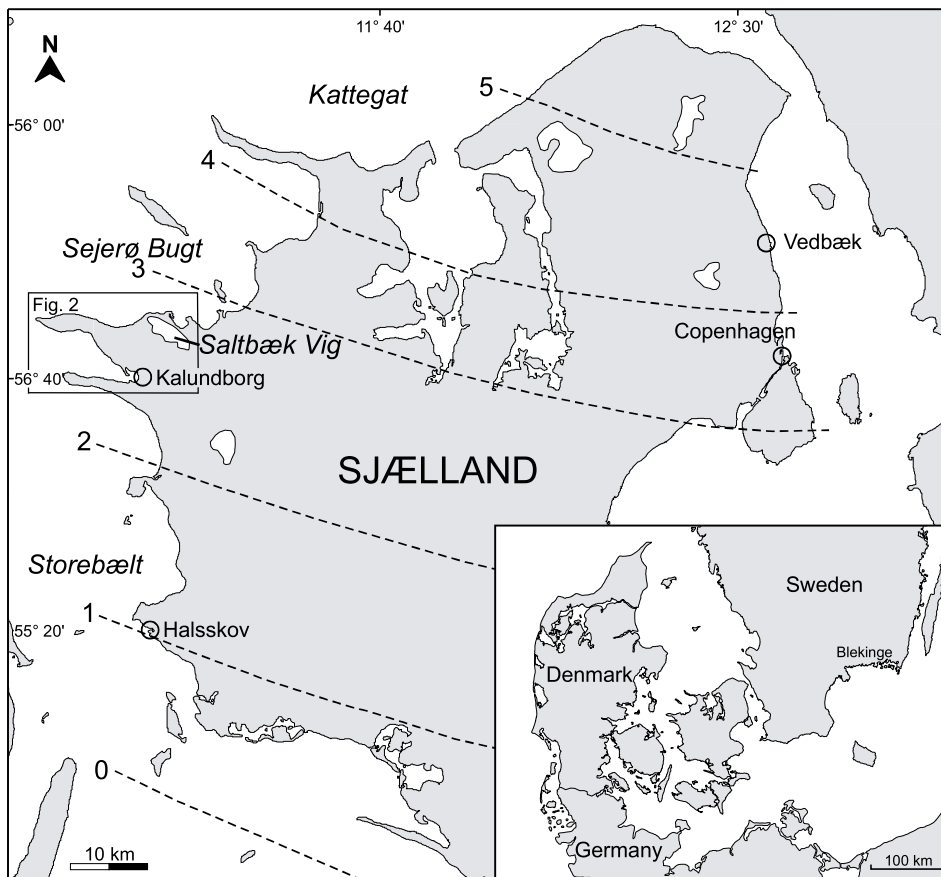 11° 40'
12° 30'
N
Kattegat
5
56° 00'
4
Vedbæk
Sejerø Bugt
3
Fig. 2
Copenhagen
Saltbæk Vig
56° 40'
Kalundborg
2
SJÆLLAND
Storebælt
1
55° 20'
Halsskov
0
10 km
Sweden
Blekinge
Denmark
Germany
100 km